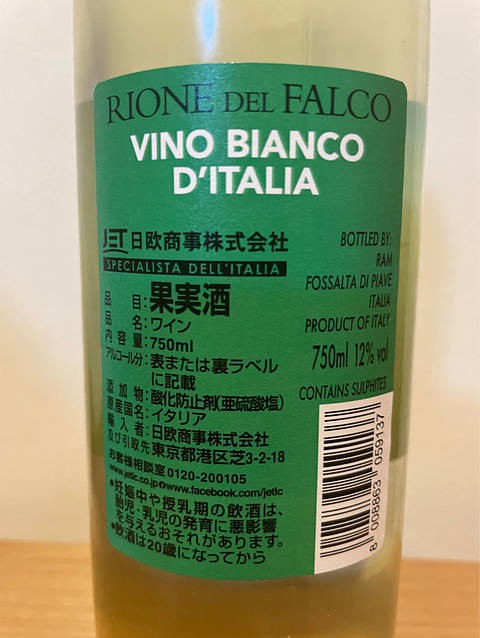 RIONE DEL FALCO
VINO BIANCO
D'ITALIA
JET 日欧商事株式会社
SPECIALISTA DELL'ITALIA
品目:果実酒
品名:ワイン
内容量:750ml
アルコール分:表または裏ラベル
に記載
添加物:酸化防止剤(亜硫酸塩)
原産国名:イタリア
輸入者:日欧商事株式会社
及び引取先 東京都港区芝3-2-18
お客様相談室 0120-200105
www.jetlc.co.jp www.facebook.com/jetlc
●妊娠中や授乳期の飲酒は、
胎児・乳児の発育に悪影響
を与えるおそれがあります。
●飲酒は20歳になってから
BOTTLED BY:
RAM
FOSSALTA DI PIAVE
ITALIA
PRODUCT OF ITALY
750ml 12% vol
CONTAINS SULPHITES
8 008863 059137